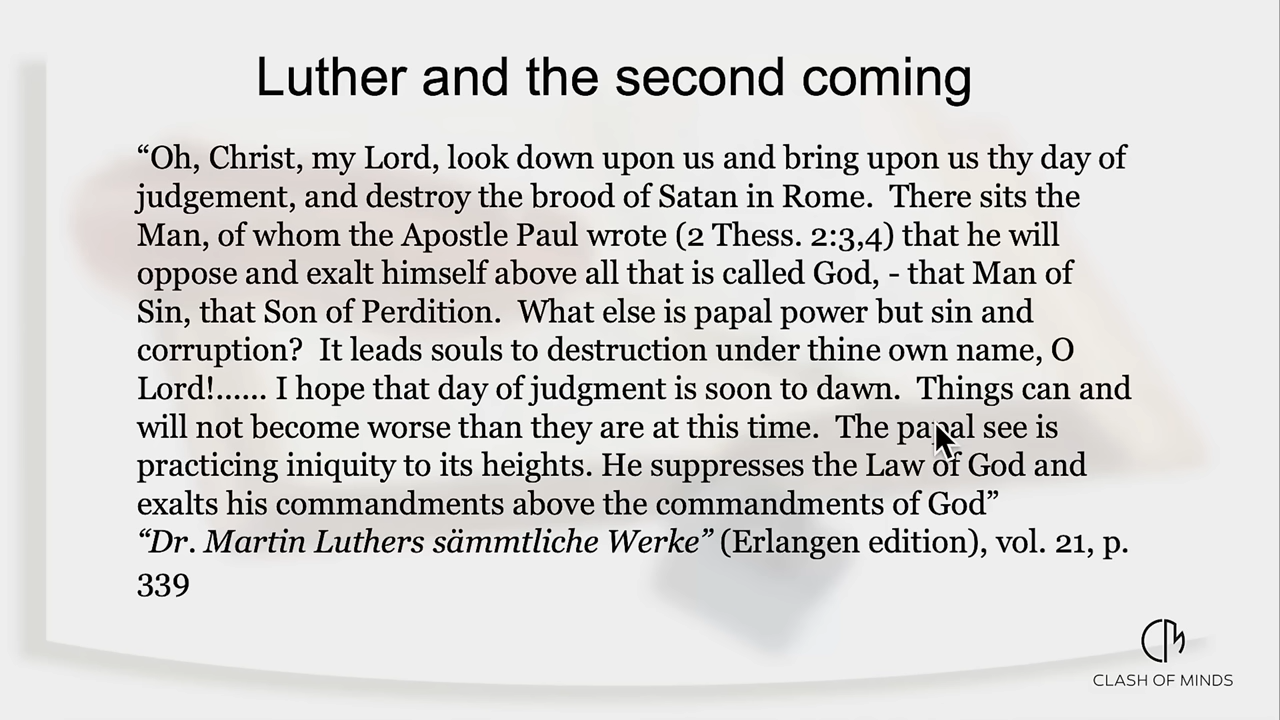 Luther and the second coming
“Oh, Christ, my Lord, look down upon us and bring upon us thy day of
judgement, and destroy the brood of Satan in Rome.  There sits the
Man, of whom the Apostle Paul wrote (2 Thess. 2:3,4) that he will
oppose and exalt himself above all that is called God, - that Man of
Sin, that Son of Perdition.  What else is papal power but sin and
corruption?  It leads souls to destruction under thine own name, O
Lord!...... I hope that day of judgment is soon to dawn.  Things can and
will not become worse than they are at this time.  The papal see is
practicing iniquity to its heights. He suppresses the Law of God and
exalts his commandments above the commandments of God”
“Dr. Martin Luthers sämmtliche Werke” (Erlangen edition), vol. 21, p.
339
CLASH OF MINDS